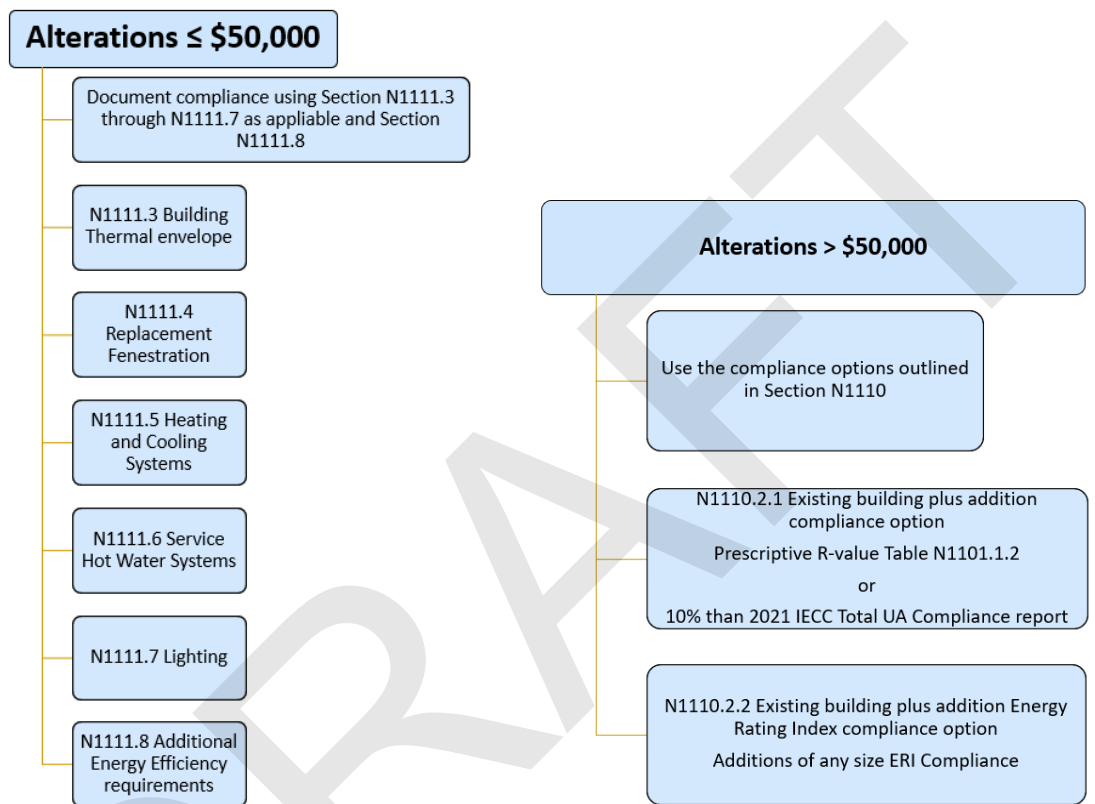 Alterations ≤ $50,000
Document compliance using Section N1111.3
through N1111.7 as appliable and Section
N1111.8
N1111.3 Building
Thermal envelope
N1111.4
Replacement
Fenestration
N1111.5 Heating
and Cooling
Systems
N1111.6 Service
Hot Water Systems
N1111.7 Lighting
N1111.8 Additional
Energy Efficiency
requirements
Alterations > $50,000
Use the compliance options outlined
in Section N1110
N1110.2.1 Existing building plus addition
compliance option
Prescriptive R-value Table N1101.1.2
or
10% than 2021 IECC Total UA Compliance report
N1110.2.2 Existing building plus addition Energy
Rating Index compliance option
Additions of any size ERI Compliance
DRAFT